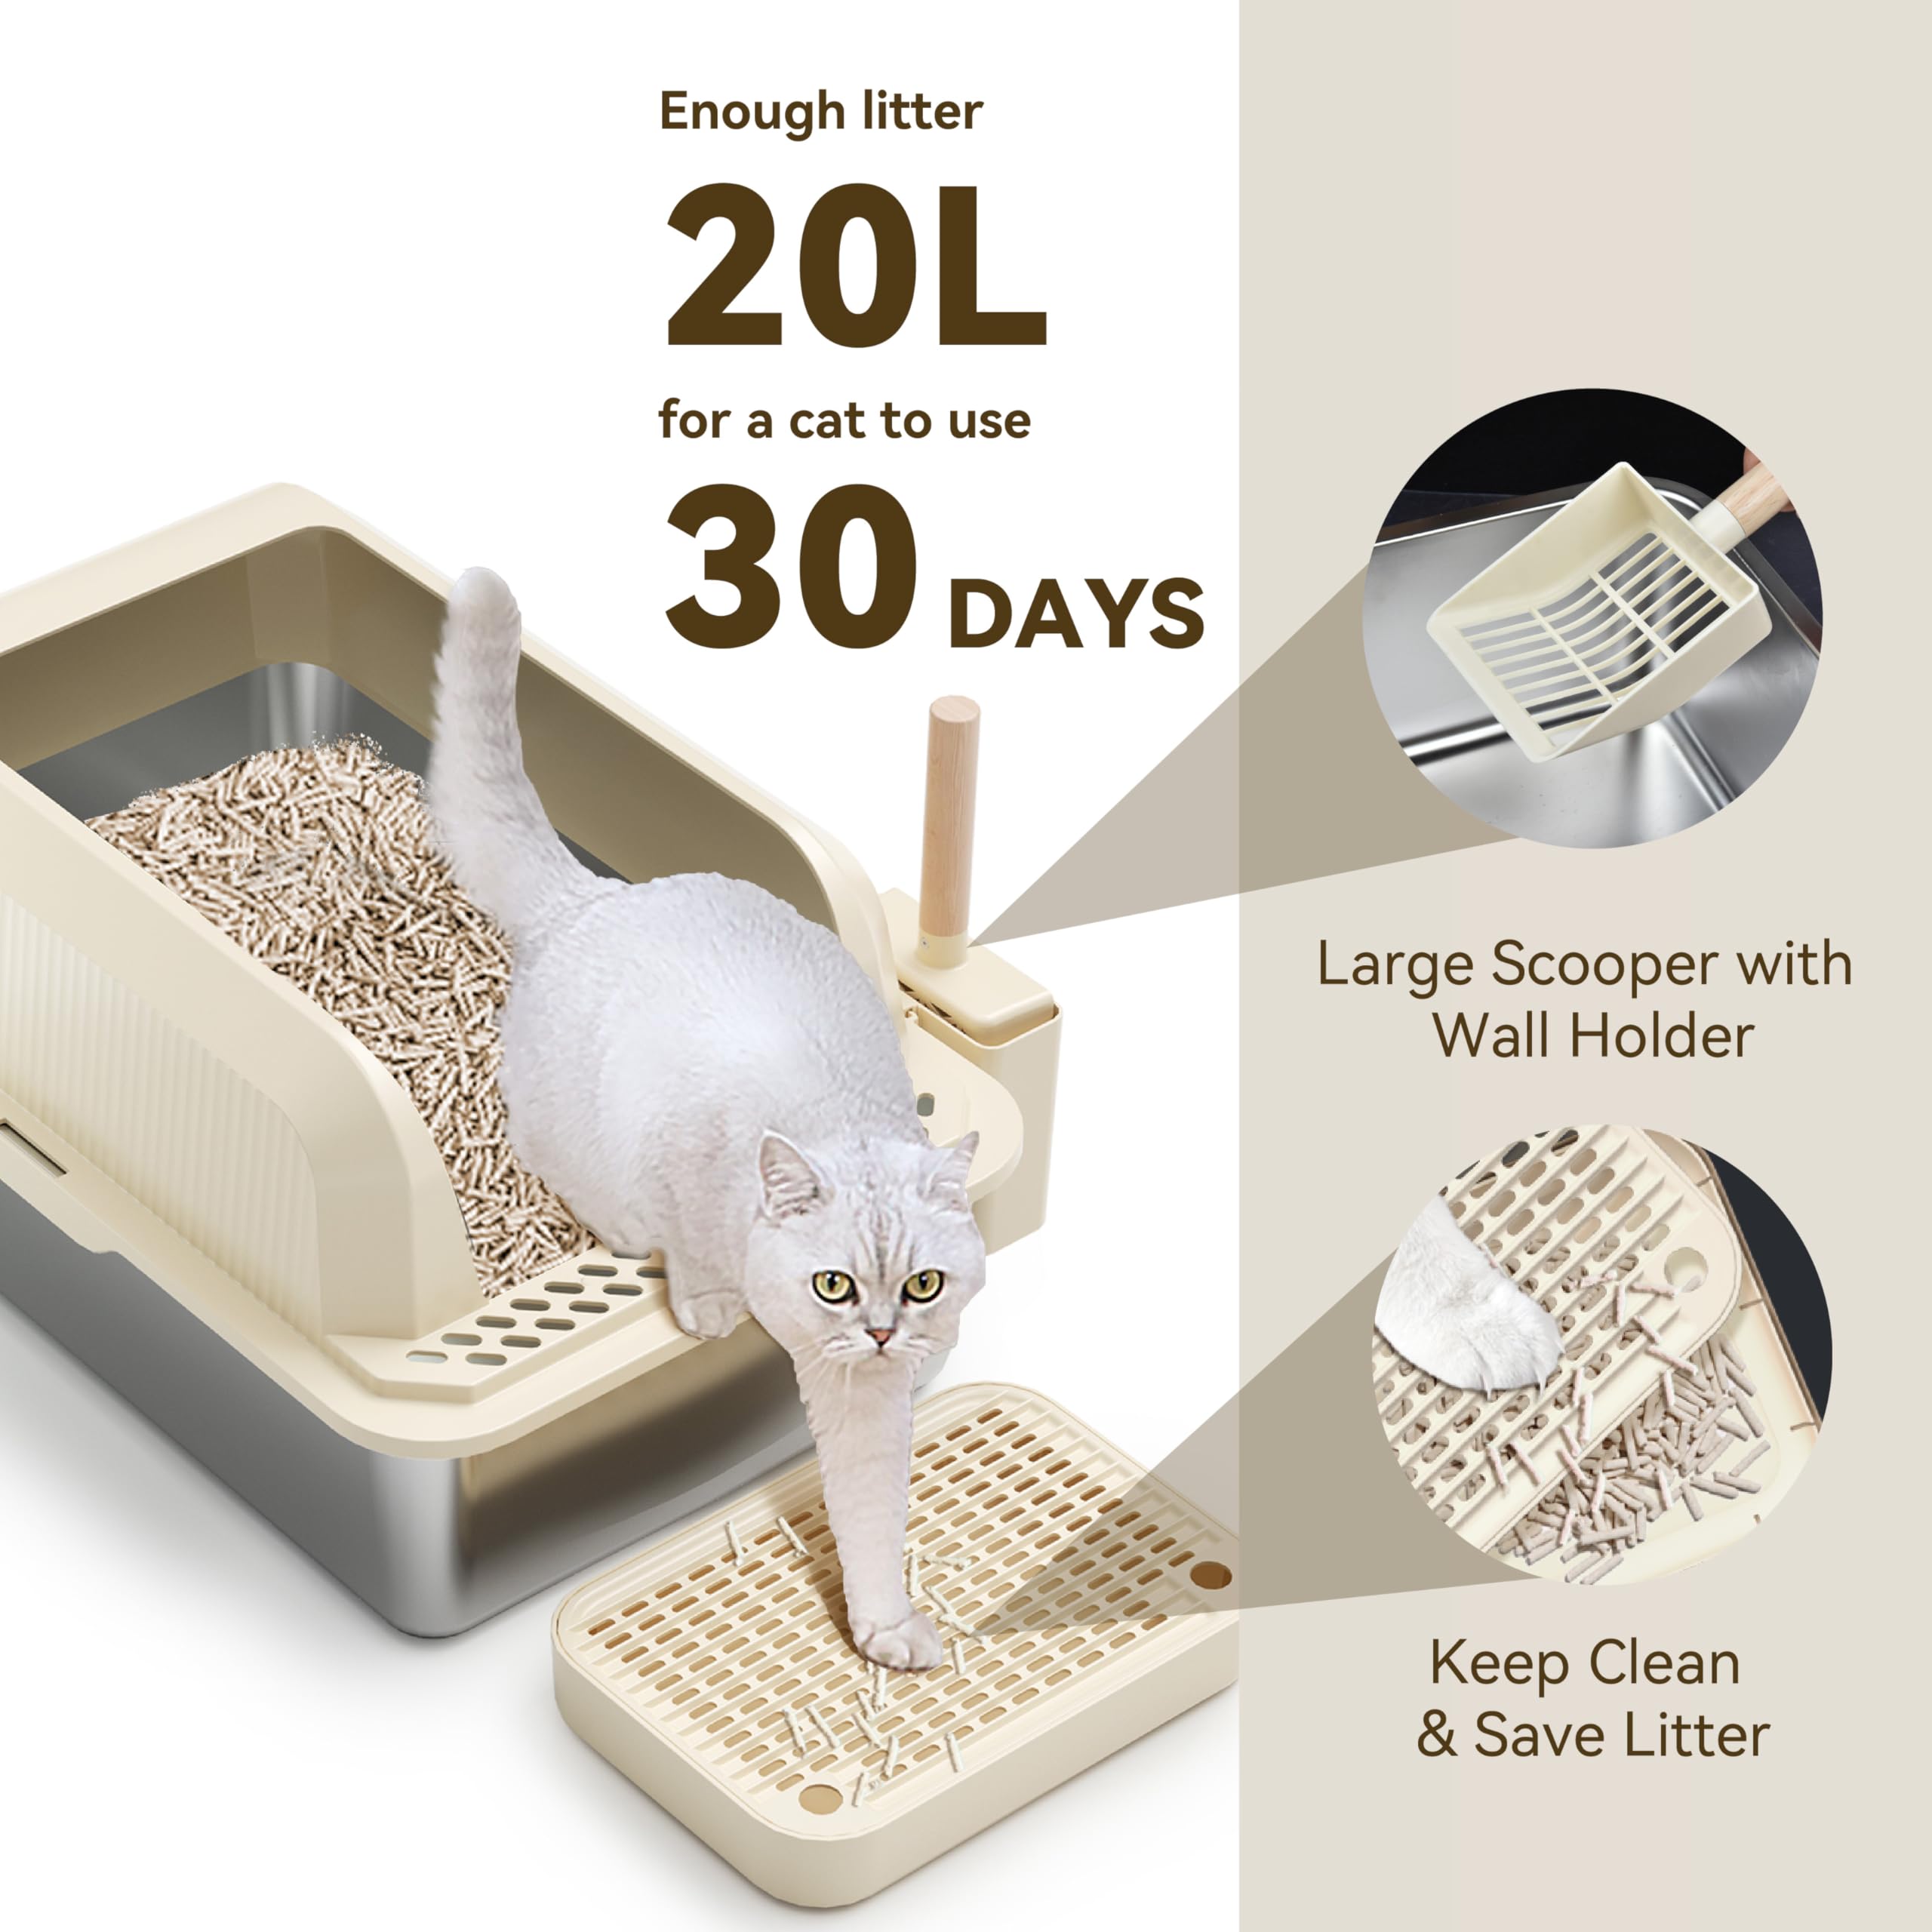 Enough litter
20L
for a cat to use
30 DAYS
Large Scooper with
Wall Holder
Keep Clean
& Save Litter